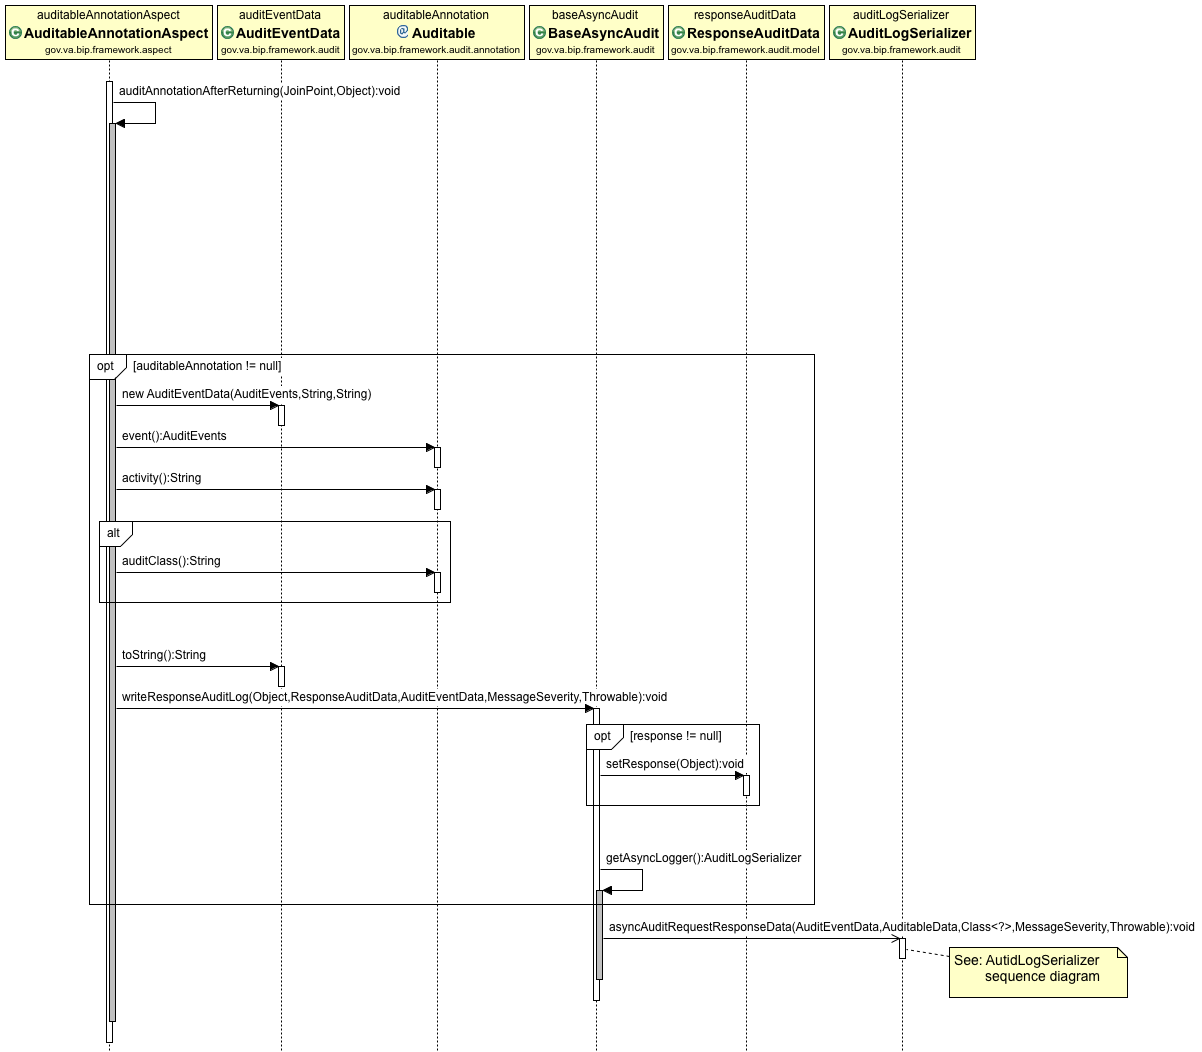 auditableAnnotationAspect
AuditableAnnotationAspect
gov.va.bip.framework.aspect
auditEventData
AuditEventData
gov.va.bip.framework.audit
auditableAnnotation
@ Auditable
gov.va.bip.framework.audit.annotation
baseAsyncAudit
BaseAsyncAudit
gov.va.bip.framework.audit
responseAuditData
ResponseAuditData
gov.va.bip.framework.audit.model
auditLogSerializer
AuditLogSerializer
gov.va.bip.framework.audit
auditAnnotationAfterReturning(JoinPoint,Object):void
opt [auditableAnnotation != null]
new AuditEventData(AuditEvents,String,String)
event():AuditEvents
activity():String
alt
auditClass():String
toString():String
writeResponseAuditLog(Object,ResponseAuditData,AuditEventData,MessageSeverity,Throwable):void
opt [response != null]
setResponse(Object):void
getAsyncLogger():AuditLogSerializer
asyncAuditRequestResponseData(AuditEventData,AuditableData,Class<?>,MessageSeverity,Throwable):void
See: AutidLogSerializer
sequence diagram